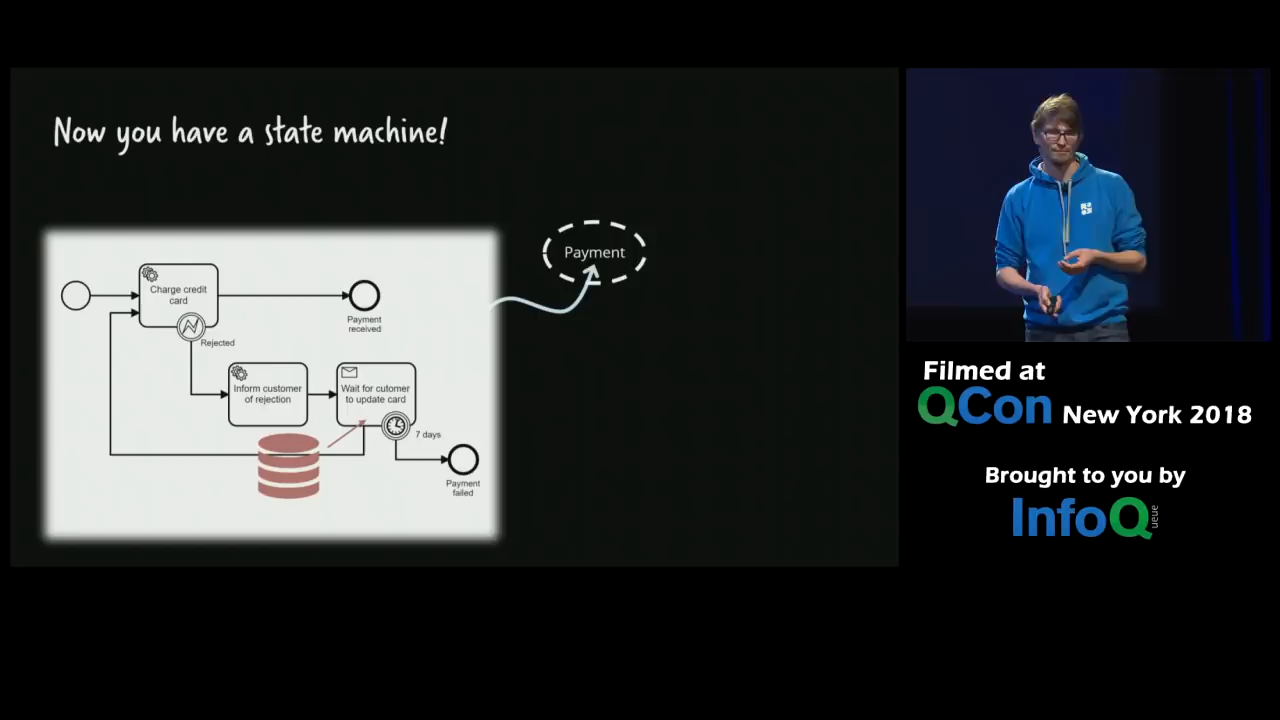 Now you have a state machine!
Payment
Charge credit
card
Payment
received
Rejected
Inform customer
of rejection
Wait for cutomer
to update card
7 days
Payment
failed
Filmed at
QCon New York 2018
Brought to you by
InfoQ
ueue